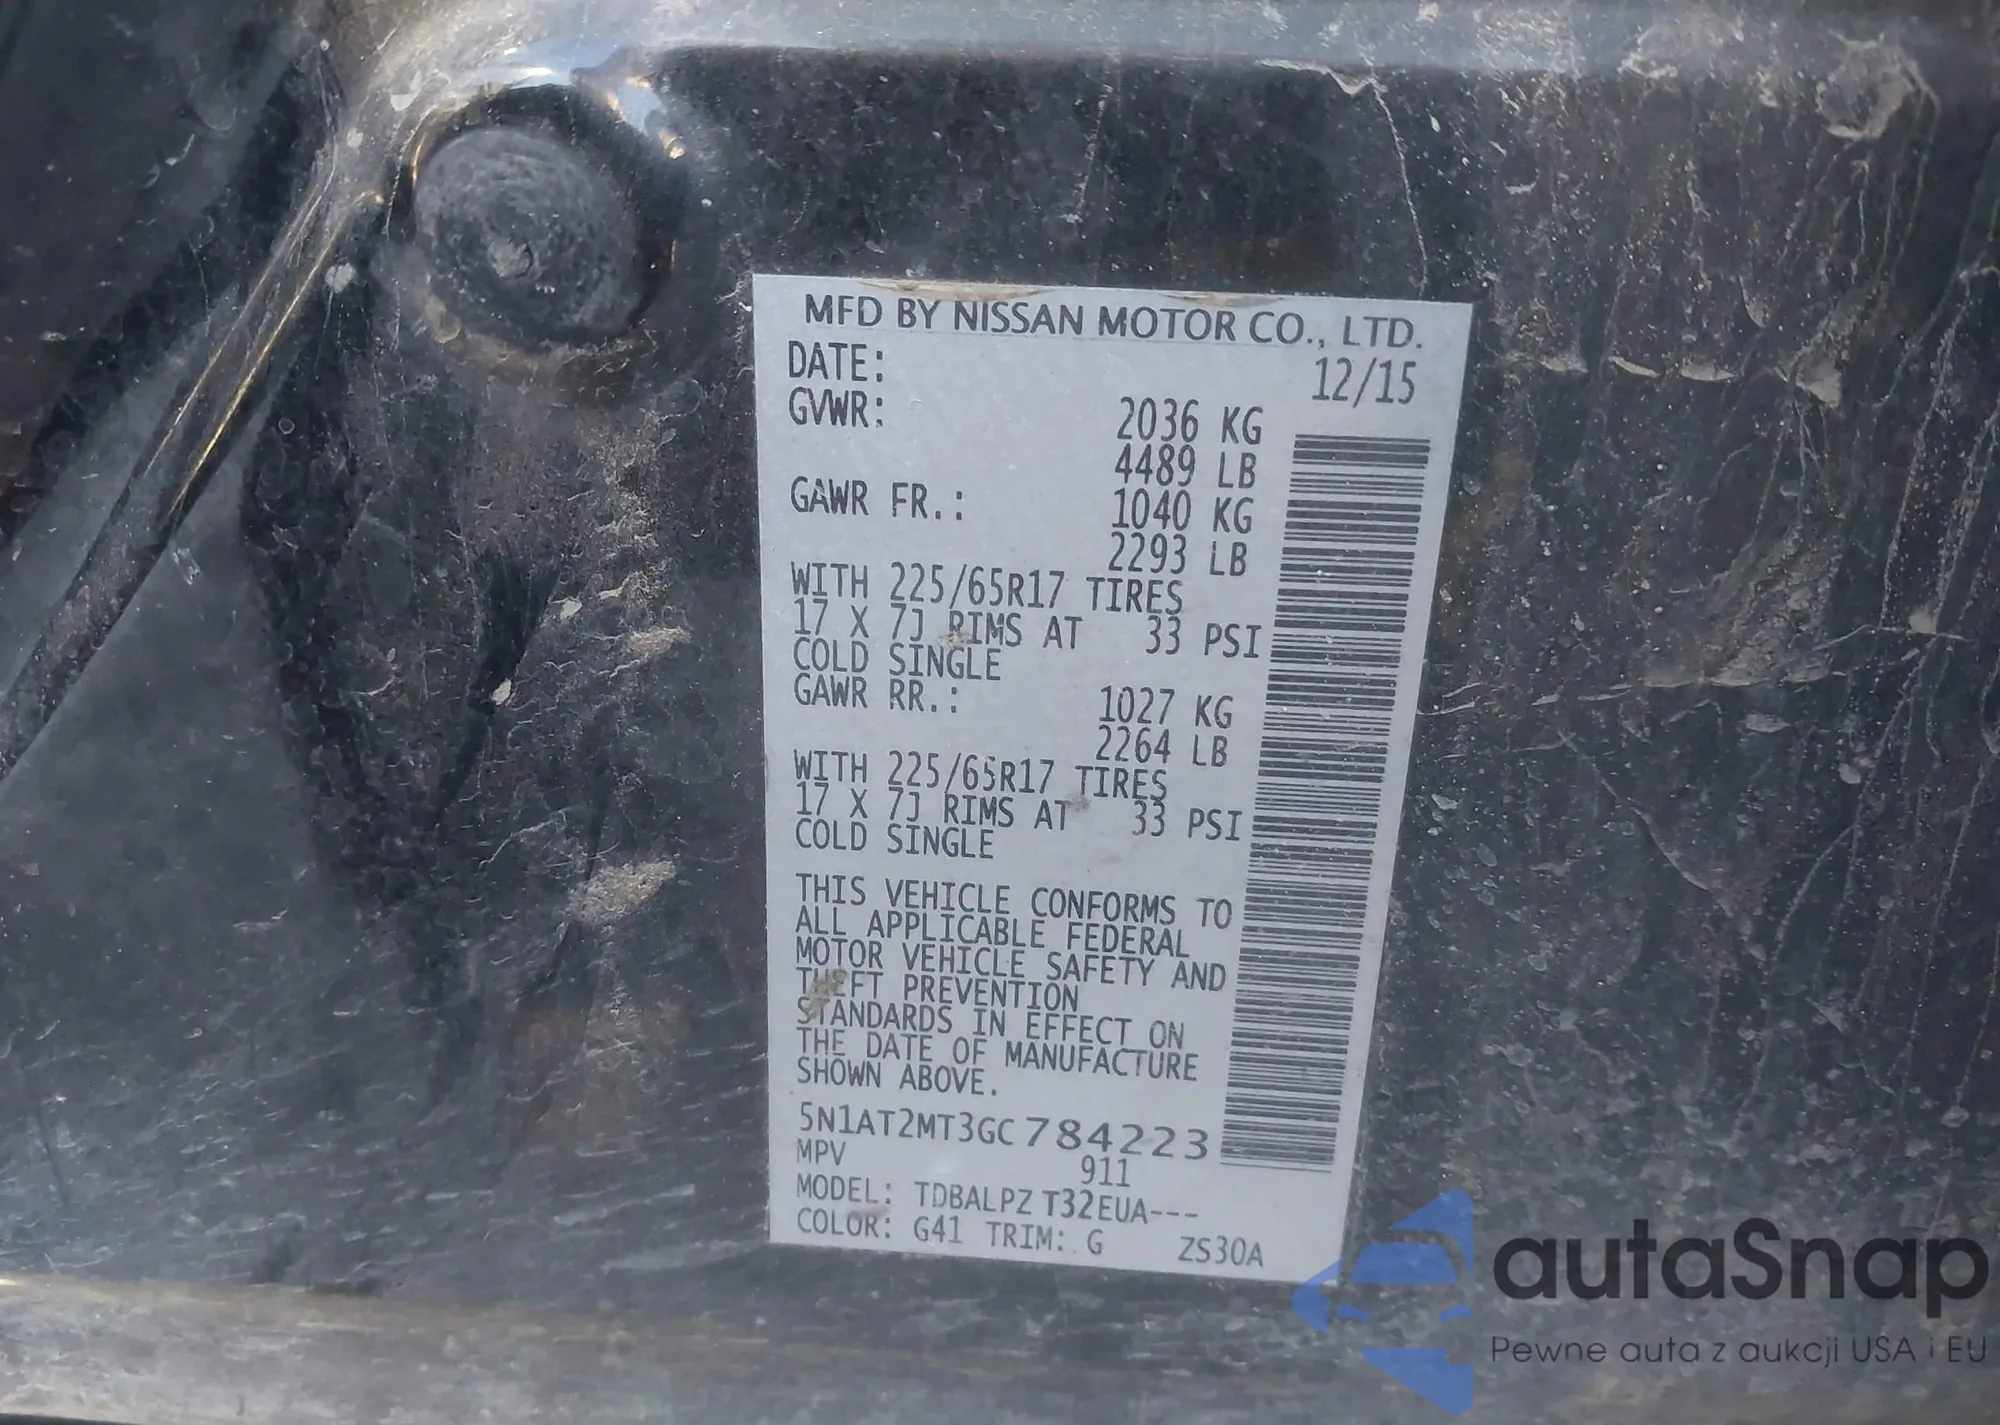 MFD BY NISSAN MOTOR CO., LTD.
DATE: 12/15
GVWR: 2036 KG
4489 LB
GAWR FR.: 1040 KG
2293 LB
WITH 225/65R17 TIRES
17 X 7J RIMS AT 33 PSI
COLD SINGLE
GAWR RR.: 1027 KG
2264 LB
WITH 225/65R17 TIRES
17 X 7J RIMS AT 33 PSI
COLD SINGLE
THIS VEHICLE CONFORMS TO
ALL APPLICABLE FEDERAL
MOTOR VEHICLE SAFETY AND
THEFT PREVENTION
STANDARDS IN EFFECT ON
THE DATE OF MANUFACTURE
SHOWN ABOVE.
5N1AT2MT3GC784223
MPV 911
MODEL: TDBALPZ T32EUA---
COLOR: G41 TRIM: G ZS30A
autaSnap
Pewne auta z aukcji USA i EU